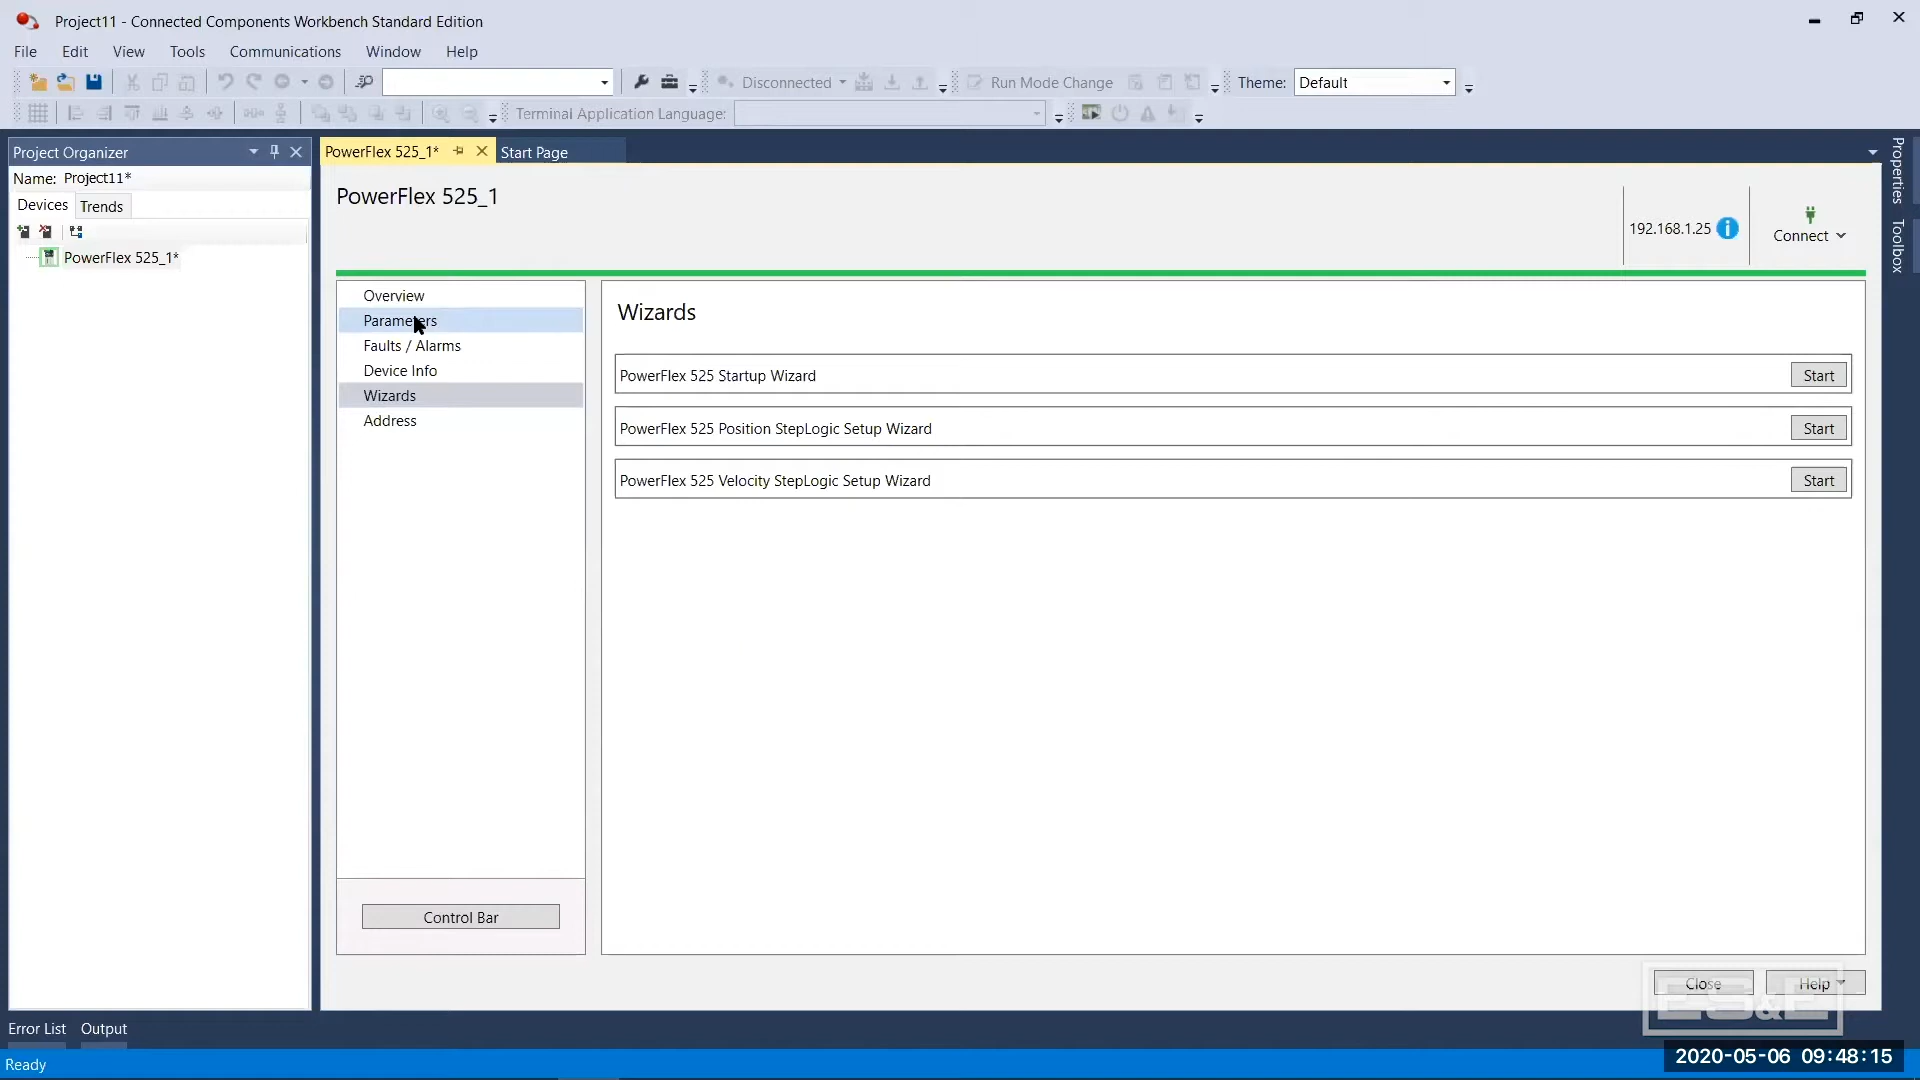 Project11 - Connected Components Workbench Standard Edition
File Edit View Tools Communications Window Help
Disconnected Run Mode Change Theme: Default
Terminal Application Language:
Project Organizer
Name: Project11*
Devices Trends
PowerFlex 525_1*
PowerFlex 525_1* Start Page
PowerFlex 525_1
192.168.1.25
Connect
Overview
Parameters
Faults / Alarms
Device Info
Wizards
Address
Control Bar
Wizards
PowerFlex 525 Startup Wizard Start
PowerFlex 525 Position StepLogic Setup Wizard Start
PowerFlex 525 Velocity StepLogic Setup Wizard Start
Close Help
ES&E
Properties
Toolbox
Error List Output
Ready
2020-05-06 09:48:15